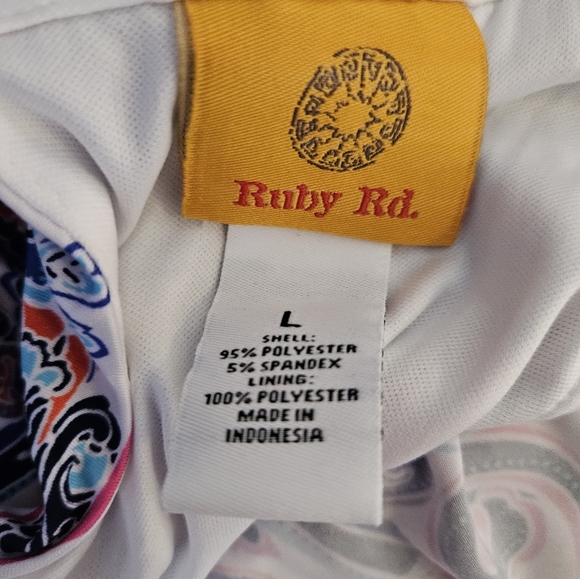 Ruby Rd.
L
SHELL:
95% POLYESTER
5% SPANDEX
LINING:
100% POLYESTER
MADE IN
INDONESIA